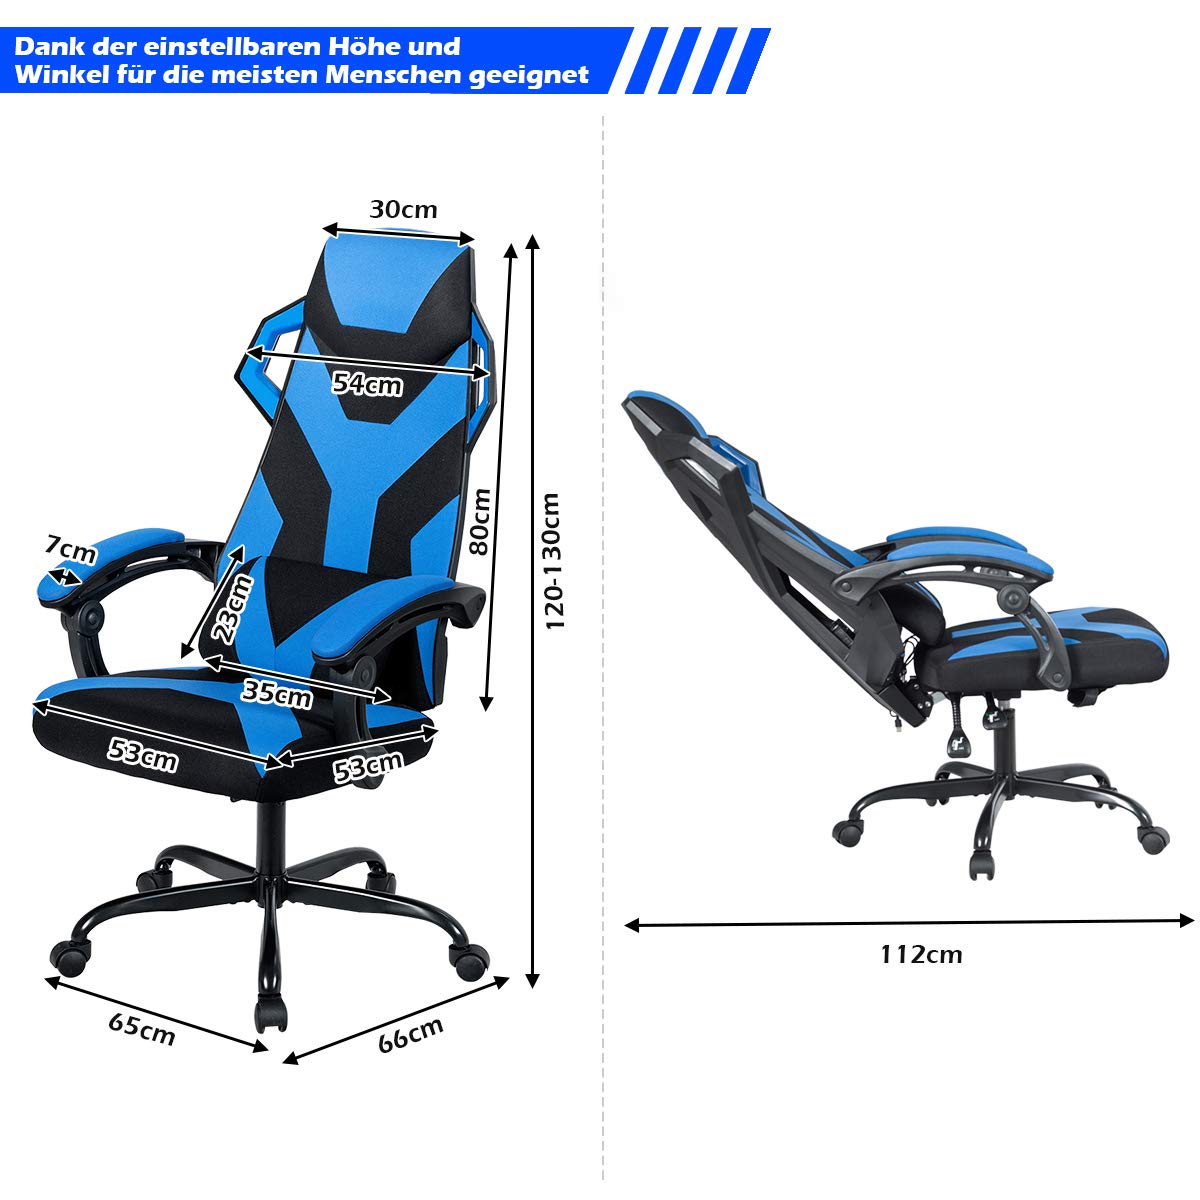 Dank der einstellbaren Höhe und
Winkel für die meisten Menschen geeignet
30cm
54cm
7cm
23cm
80cm
120-130cm
35cm
53cm
53cm
65cm
66cm
112cm